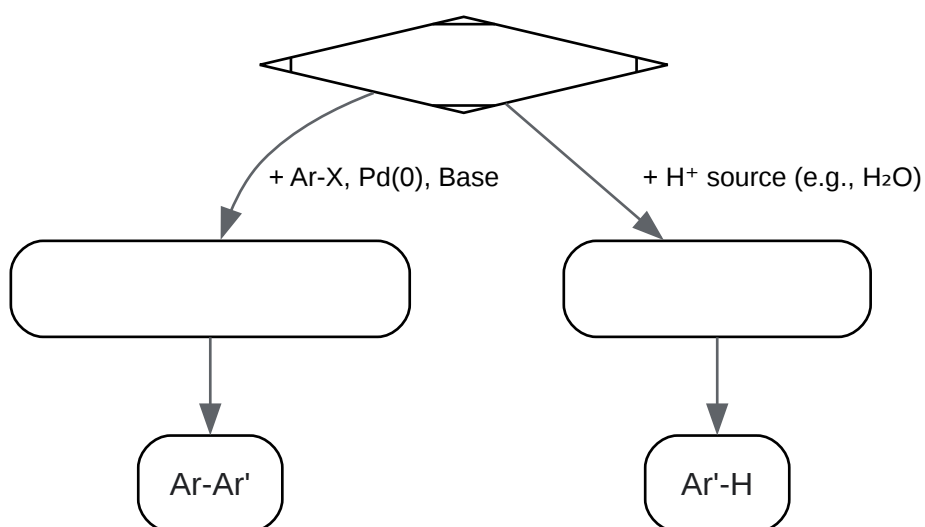 + Ar-X, Pd(0), Base
+ H⁺ source (e.g., H₂O)
Ar-Ar'
Ar'-H